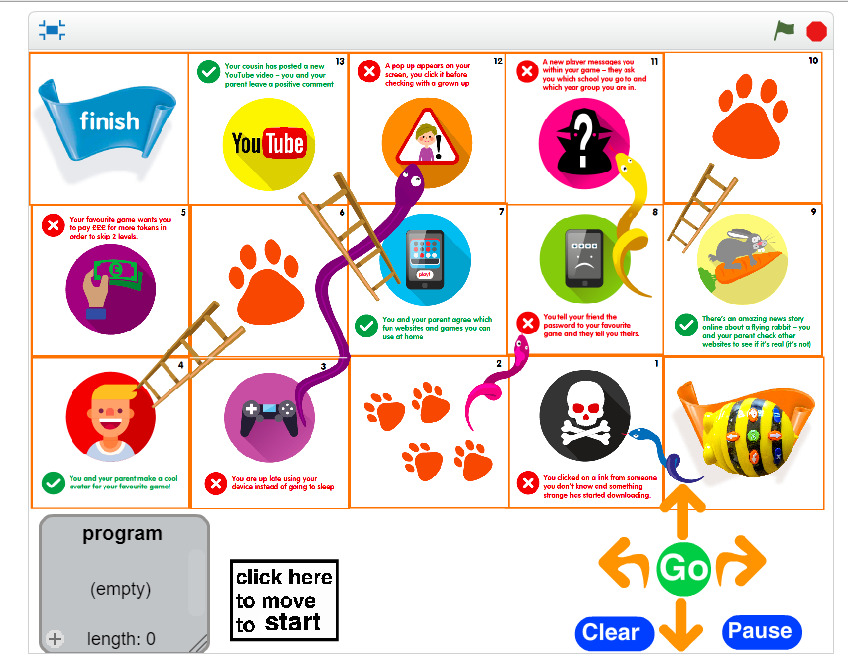 Your cousin has posted a new
YouTube video – you and your
parent leave a positive comment
13
A pop up appears on your
screen, you click it before
checking with a grown up
12
A new player messages you
within your game – they ask
which school you go to and
which year group you are in.
11
10
finish
YouTube
!
?
Your favourite game wants you
to pay £££ for more tokens in
order to skip 2 levels.
5
6
7
8
9
£
play!
You and your parent agree which
fun websites and games you can
use at home
You tell your friend the
password to your favourite
game and they tell you theirs.
There's an amazing news story
online about a flying rabbit – you
and your parent check other
websites to see if it's real (it's not)
4
3
2
1
You and your parent make a cool
avatar for your favourite game!
You are up late using your
device instead of going to sleep
You clicked on a link from someone
you don't know and something
strange has started downloading.
program
(empty)
+ length: 0
click here
to move
to start
Go
Clear
Pause